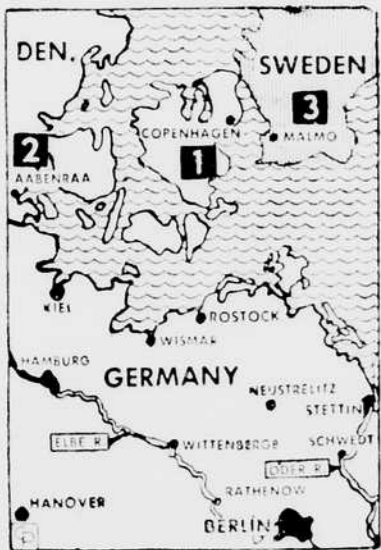 DEN.
SWEDEN
3
COPENHAGEN
MALMO
2
1
AABENRAA
KIEL
ROSTOCK
WISMAR
HAMBURG
GERMANY
NEUSTRELITZ
STETTIN
ELBE R.
WITTENBERGE
SCHWEDT
ODER R.
RATHENOW
HANOVER
BERLIN